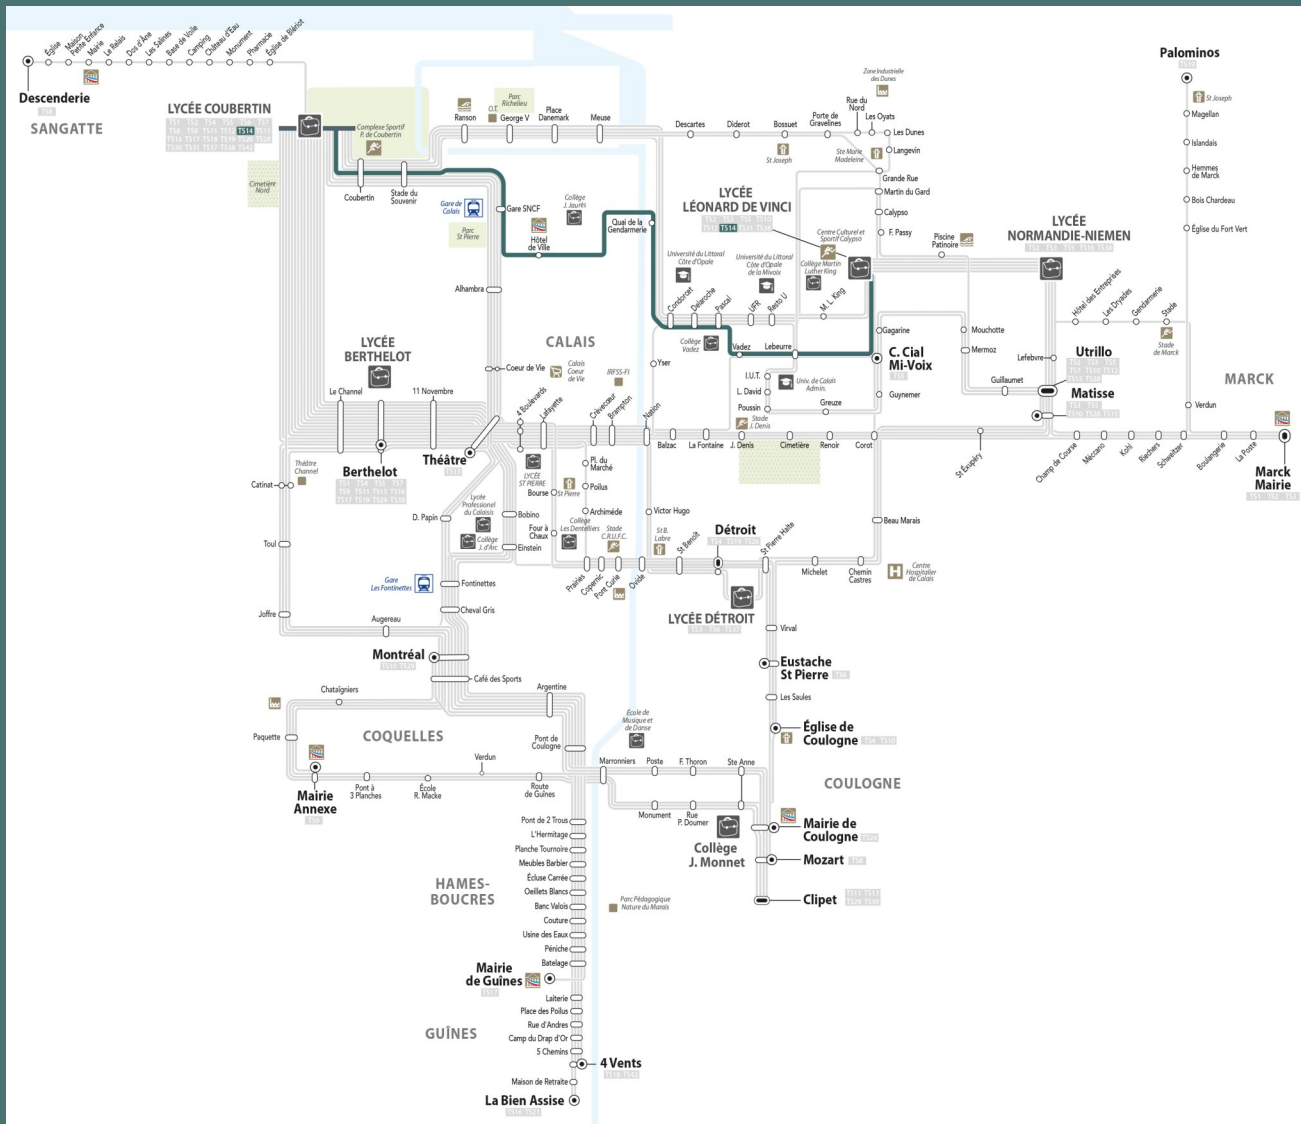 Église
Maison
Petite Enfance
Mairie
Le Relais
Dos d'Âne
Les Salines
Base de Voile
Camping
Château d'Eau
Monument
Pharmacie
Église de Blériot
Descenderie
SANGATTE
LYCÉE COUBERTIN
TS14
Complexe Sportif
P. de Coubertin
Cimetière
Nord
Coubertin
Stade du
Souvenir
Ranson
O.T.
George V
Parc
Richelieu
Place
Danemark
Meuse
Descartes
Diderot
Bossuet
St Joseph
Porte de
Gravelines
Zone Industrielle
des Dunes
Rue du
Nord
Les Oyats
Les Dunes
Langevin
Ste Marie
Madeleine
Grande Rue
Martin du Gard
Calypso
F. Passy
Palominos
St Joseph
Magellan
Islandais
Hemmes
de Marck
Bois Chardeau
Église du Fort Vert
Gare de
Calais
Parc
St Pierre
Gare SNCF
Hôtel
de Ville
Collège
J. Jaurès
Quai de la
Gendarmerie
LYCÉE
LÉONARD DE VINCI
TS14
Centre Culturel et
Sportif Calypso
Collège Martin
Luther King
Piscine
Patinoire
LYCÉE
NORMANDIE-NIEMEN
Université du Littoral
Côte d'Opale
Université du Littoral
Côte d'Opale
de la Mivoix
Condorcet
Delaroche
Pascal
UFR
Resto U
M. L. King
Collège
Vadez
Vadez
Lebeurre
Gagarine
C. Cial
Mi-Voix
Guynemer
Mouchotte
Mermoz
Guillaumet
Hôtel des Entreprises
Les Dryades
Gendarmerie
Stade
Stade
de Marck
Lefebvre
Utrillo
Matisse
MARCK
Verdun
Alhambra
CALAIS
Coeur de Vie
Calais
Coeur
de Vie
IRFSS-FI
Yser
I.U.T.
L. David
Poussin
Univ. de Calais
Admin.
Greuze
LYCÉE
BERTHELOT
Le Channel
11 Novembre
Berthelot
Théâtre
Théâtre
Channel
4 Boulevards
Lafayette
Crèvecœur
Brampton
Nation
Balzac
La Fontaine
J. Denis
Stade
J. Denis
Cimetière
Renoir
Corot
St Exupéry
Champ de Course
Méccano
Kohl
Riechers
Schweitzer
Boulangerie
La Poste
Marck
Mairie
Catinat
Toul
Joffre
LYCÉE
ST PIERRE
Bourse
St Pierre
Pl. du
Marché
Poilus
Archiméde
D. Papin
Lycée
Professionel
du Calaisis
Collège
J. d'Arc
Bobino
Einstein
Four à
Chaux
Collège
Les Dentelliers
Stade
C.R.U.F.C.
Prairies
Copernic
Pont Curie
Ovide
Victor Hugo
St B.
Labre
St Benoît
Détroit
St Pierre Halte
Beau Marais
Michelet
Chemin
Castres
Centre
Hospitalier
de Calais
LYCÉE DÉTROIT
Gare
Les Fontinettes
Fontinettes
Cheval Gris
Augereau
Montréal
Café des Sports
Virval
Eustache
St Pierre
Les Saules
Église de
Coulogne
Chataîgniers
Paquette
COQUELLES
Argentine
Pont de
Coulogne
École de
Musique et
de Danse
Mairie
Annexe
Pont à
3 Planches
École
R. Macke
Verdun
Route
de Guînes
Marronniers
Poste
F. Thoron
Ste Anne
Monument
Rue
P. Doumer
COULOGNE
Mairie de
Coulogne
Collège
J. Monnet
Mozart
Clipet
Pont de 2 Trous
L'Hermitage
Planche Tournoire
Meubles Barbier
Écluse Carrée
Oeillets Blancs
Banc Valois
Couture
Usine des Eaux
Péniche
Batelage
HAMES-
BOUCRES
Parc Pédagogique
Nature du Marais
Mairie
de Guînes
Laiterie
Place des Poilus
Rue d'Andres
Camp du Drap d'Or
5 Chemins
GUÎNES
4 Vents
Maison de Retraite
La Bien Assise